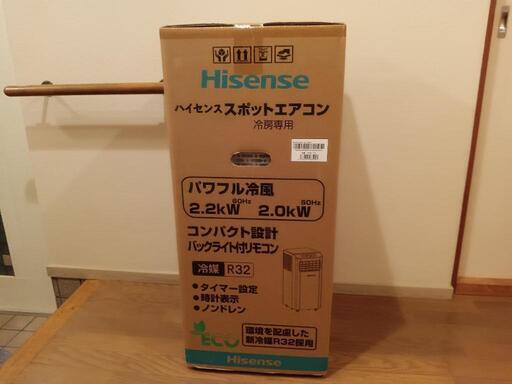 Hisense
ハイセンス スポットエアコン
冷房専用
パワフル冷風
60Hz 50Hz
2.2kW 2.0kW
コンパクト設計
バックライト付リモコン
冷媒 R32
●タイマー設定
●時計表示
●ノンドレン
ECO
環境を配慮した
新冷媒R32採用
Hisense